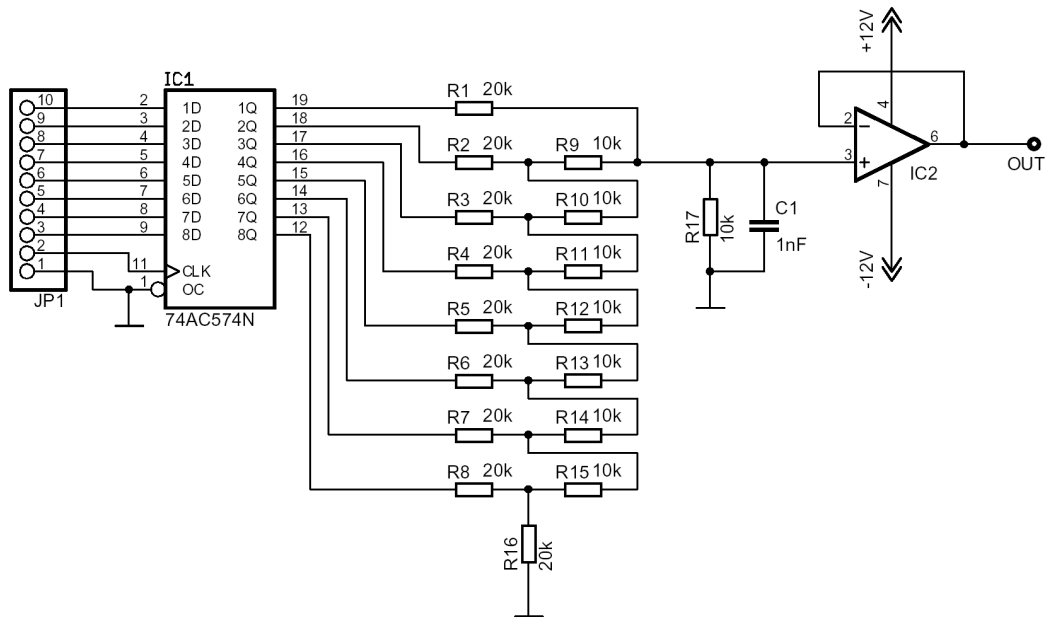 IC1
10
9
8
7
6
5
4
3
2
1
JP1
2 1D 1Q 19
3 2D 2Q 18
4 3D 3Q 17
5 4D 4Q 16
6 5D 5Q 15
7 6D 6Q 14
8 7D 7Q 13
9 8D 8Q 12
11 CLK
1 OC
74AC574N
R1 20k
R2 20k R9 10k
R3 20k R10 10k
R4 20k R11 10k
R5 20k R12 10k
R6 20k R13 10k
R7 20k R14 10k
R8 20k R15 10k
R16
20k
R17
10k
C1
1nF
+12V
4
2
−
3
+
6
7
IC2
-12V
OUT